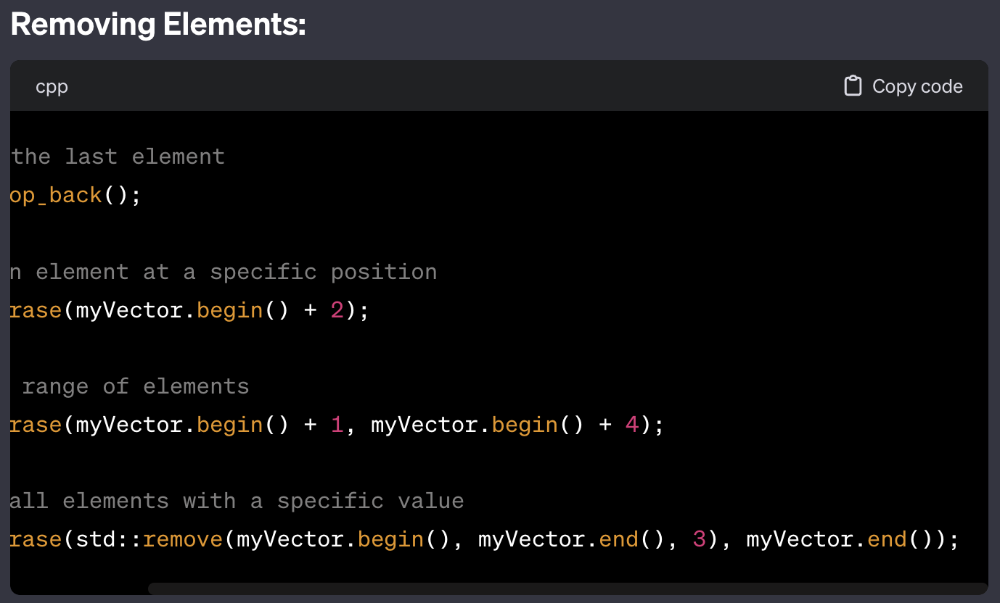 Removing Elements:
cpp
Copy code
the last element
op_back();
n element at a specific position
rase(myVector.begin() + 2);
range of elements
rase(myVector.begin() + 1, myVector.begin() + 4);
all elements with a specific value
rase(std::remove(myVector.begin(), myVector.end(), 3), myVector.end());